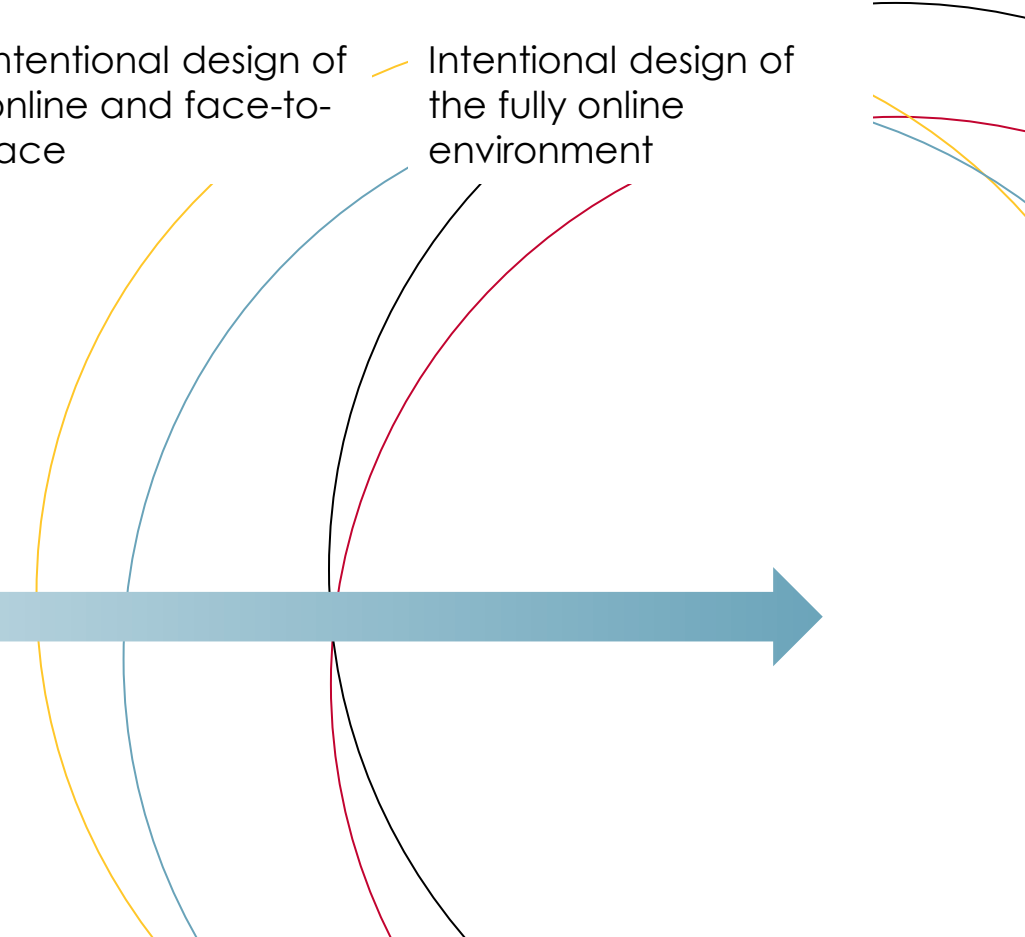 ntentional design of
online and face-to-
ace
Intentional design of
the fully online
environment